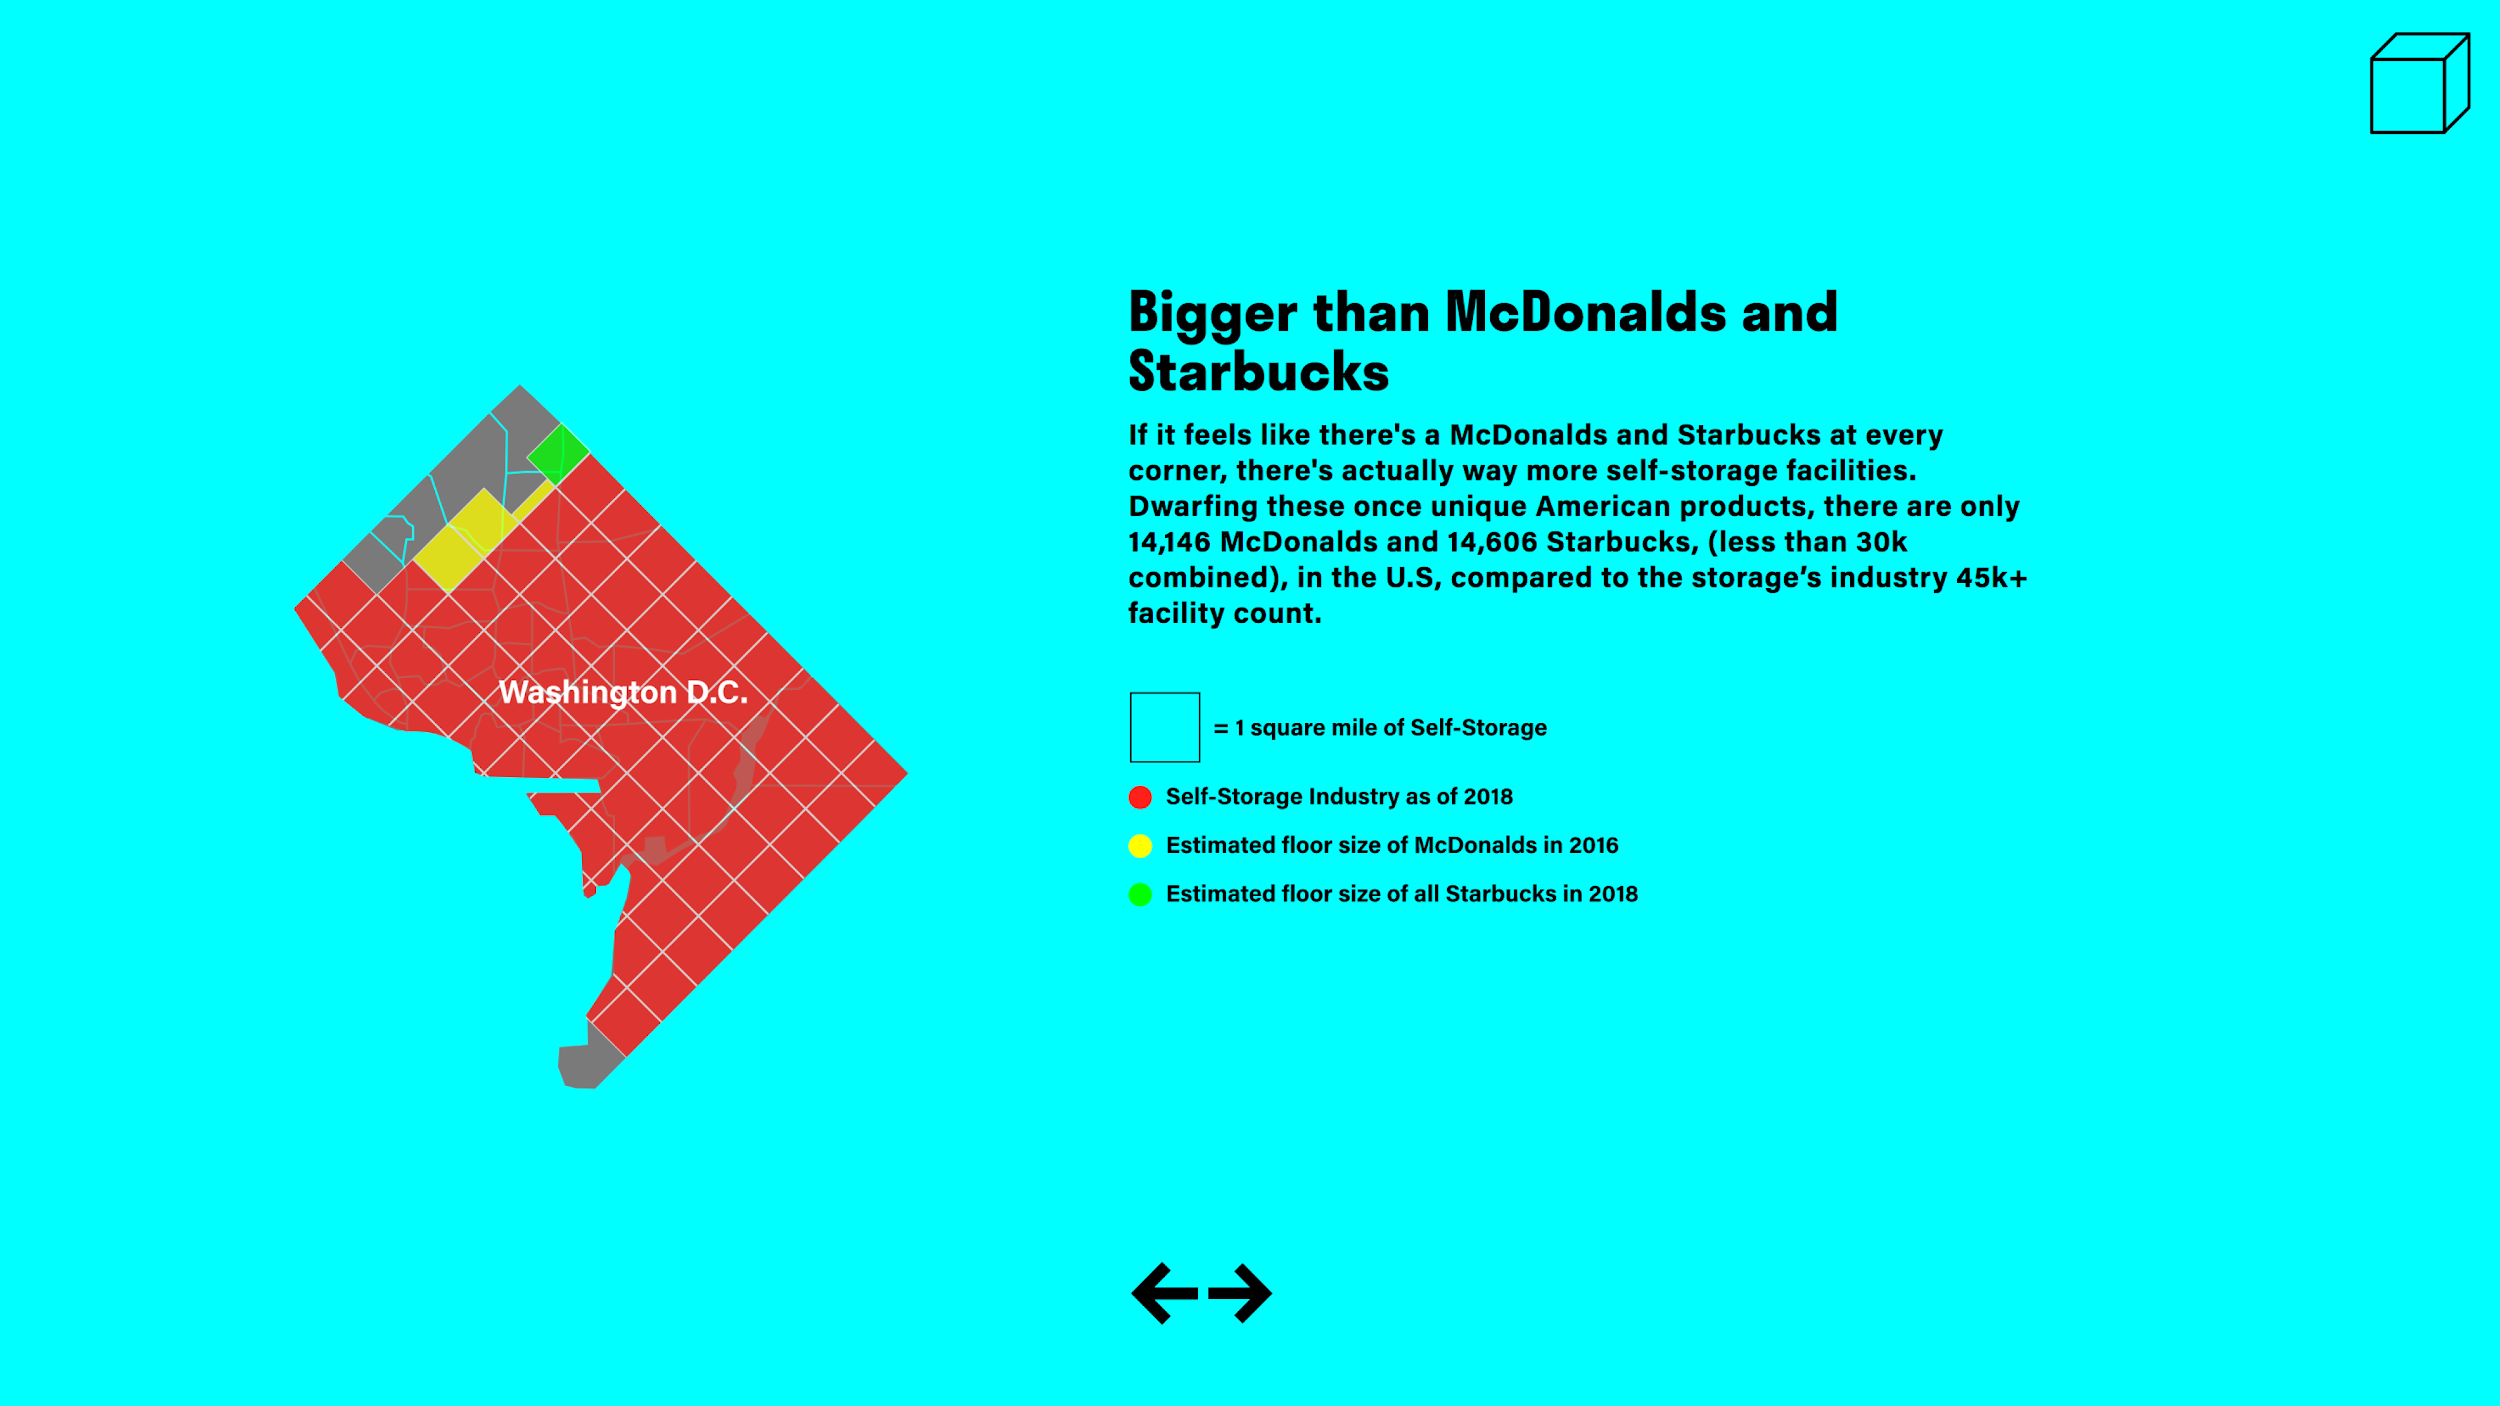 Bigger than McDonalds and
Starbucks
If it feels like there's a McDonalds and Starbucks at every
corner, there's actually way more self-storage facilities.
Dwarfing these once unique American products, there are only
14,146 McDonalds and 14,606 Starbucks, (less than 30k
combined), in the U.S, compared to the storage’s industry 45k+
facility count.
Washington D.C.
= 1 square mile of Self-Storage
Self-Storage Industry as of 2018
Estimated floor size of McDonalds in 2016
Estimated floor size of all Starbucks in 2018